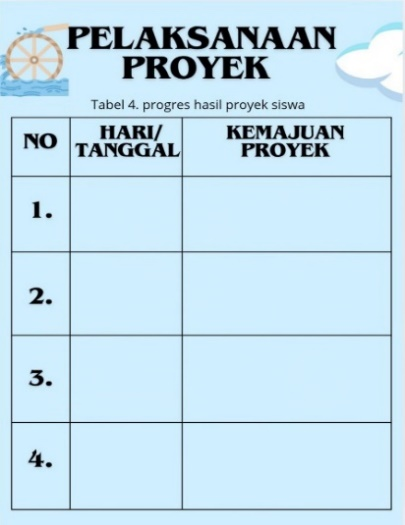 PELAKSANAAN
PROYEK
Tabel 4. progres hasil proyek siswa
NO
HARI/
TANGGAL
KEMAJUAN
PROYEK
1.
2.
3.
4.